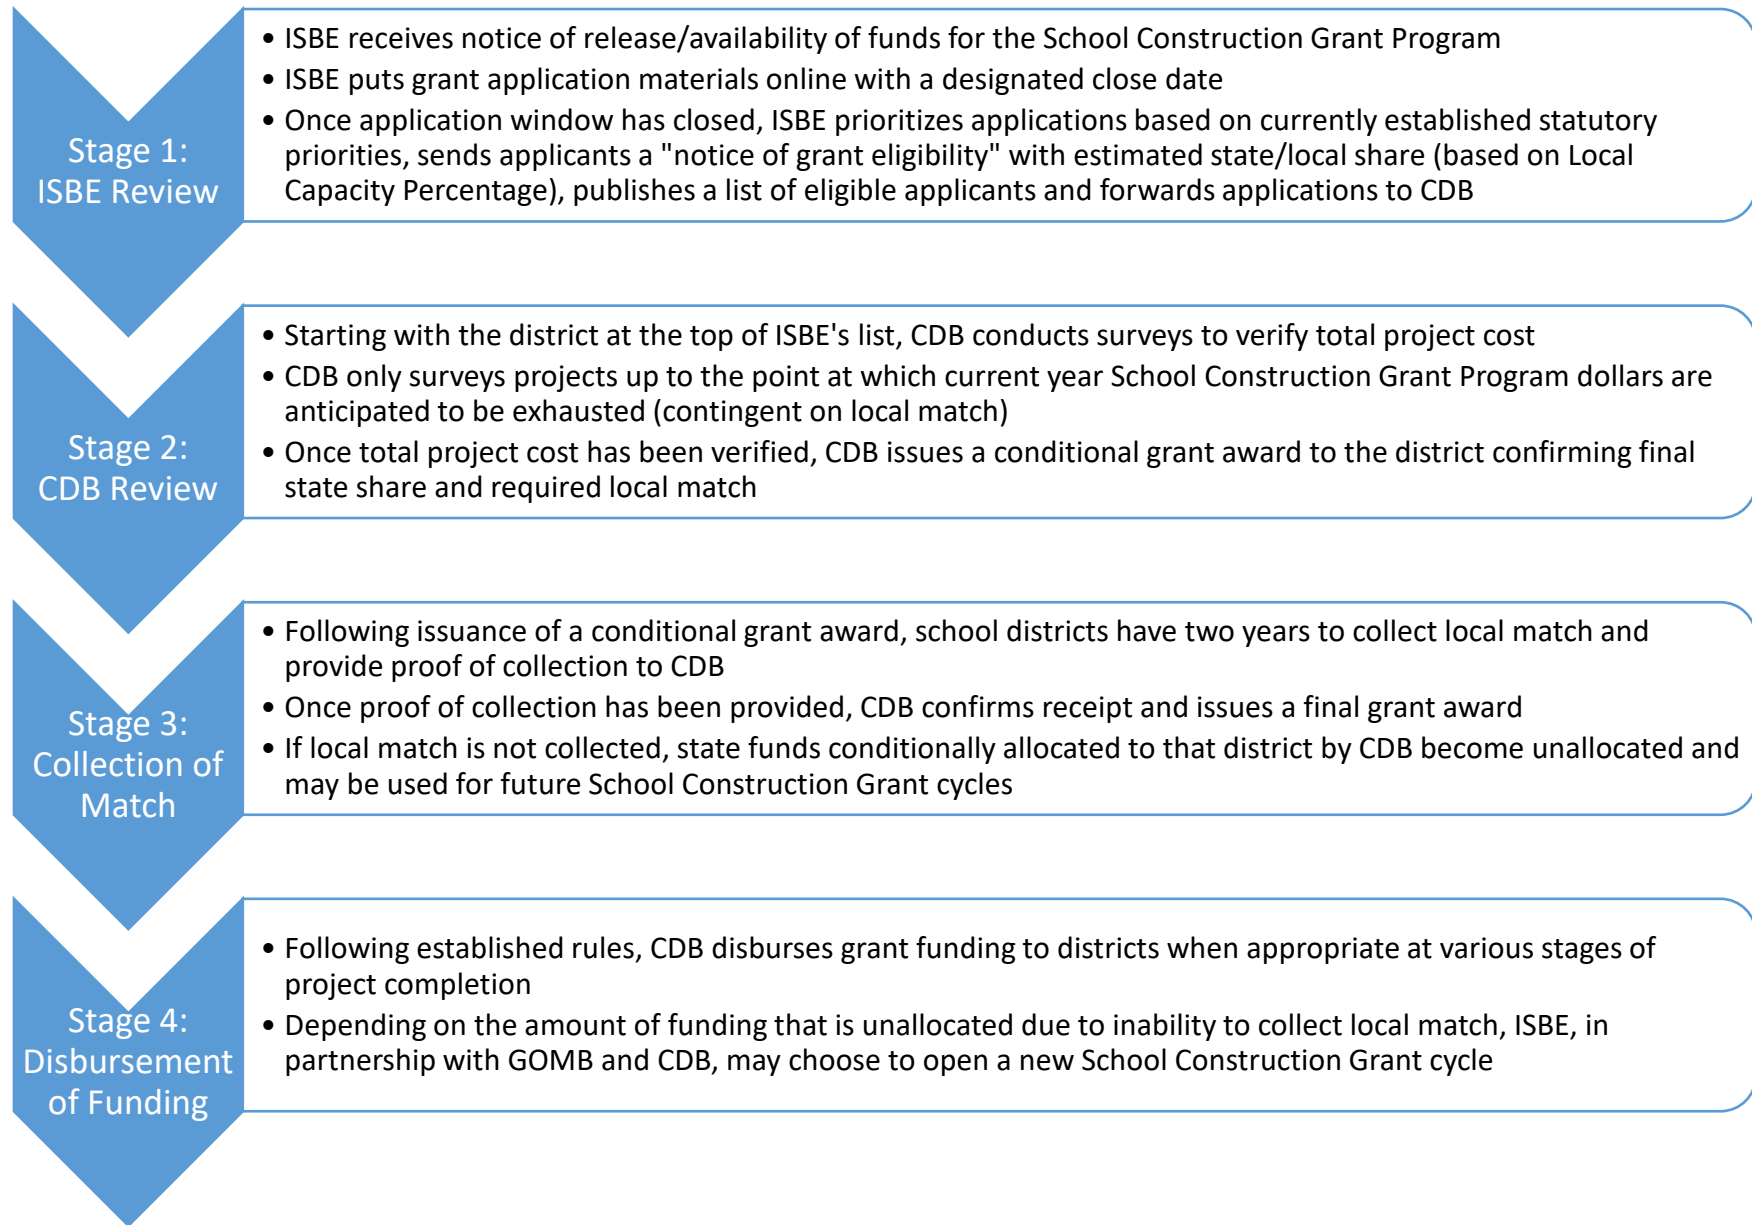 Stage 1:
ISBE Review
• ISBE receives notice of release/availability of funds for the School Construction Grant Program
• ISBE puts grant application materials online with a designated close date
• Once application window has closed, ISBE prioritizes applications based on currently established statutory
priorities, sends applicants a "notice of grant eligibility" with estimated state/local share (based on Local
Capacity Percentage), publishes a list of eligible applicants and forwards applications to CDB
Stage 2:
CDB Review
• Starting with the district at the top of ISBE's list, CDB conducts surveys to verify total project cost
• CDB only surveys projects up to the point at which current year School Construction Grant Program dollars are
anticipated to be exhausted (contingent on local match)
• Once total project cost has been verified, CDB issues a conditional grant award to the district confirming final
state share and required local match
Stage 3:
Collection of
Match
• Following issuance of a conditional grant award, school districts have two years to collect local match and
provide proof of collection to CDB
• Once proof of collection has been provided, CDB confirms receipt and issues a final grant award
• If local match is not collected, state funds conditionally allocated to that district by CDB become unallocated and
may be used for future School Construction Grant cycles
Stage 4:
Disbursement
of Funding
• Following established rules, CDB disburses grant funding to districts when appropriate at various stages of
project completion
• Depending on the amount of funding that is unallocated due to inability to collect local match, ISBE, in
partnership with GOMB and CDB, may choose to open a new School Construction Grant cycle